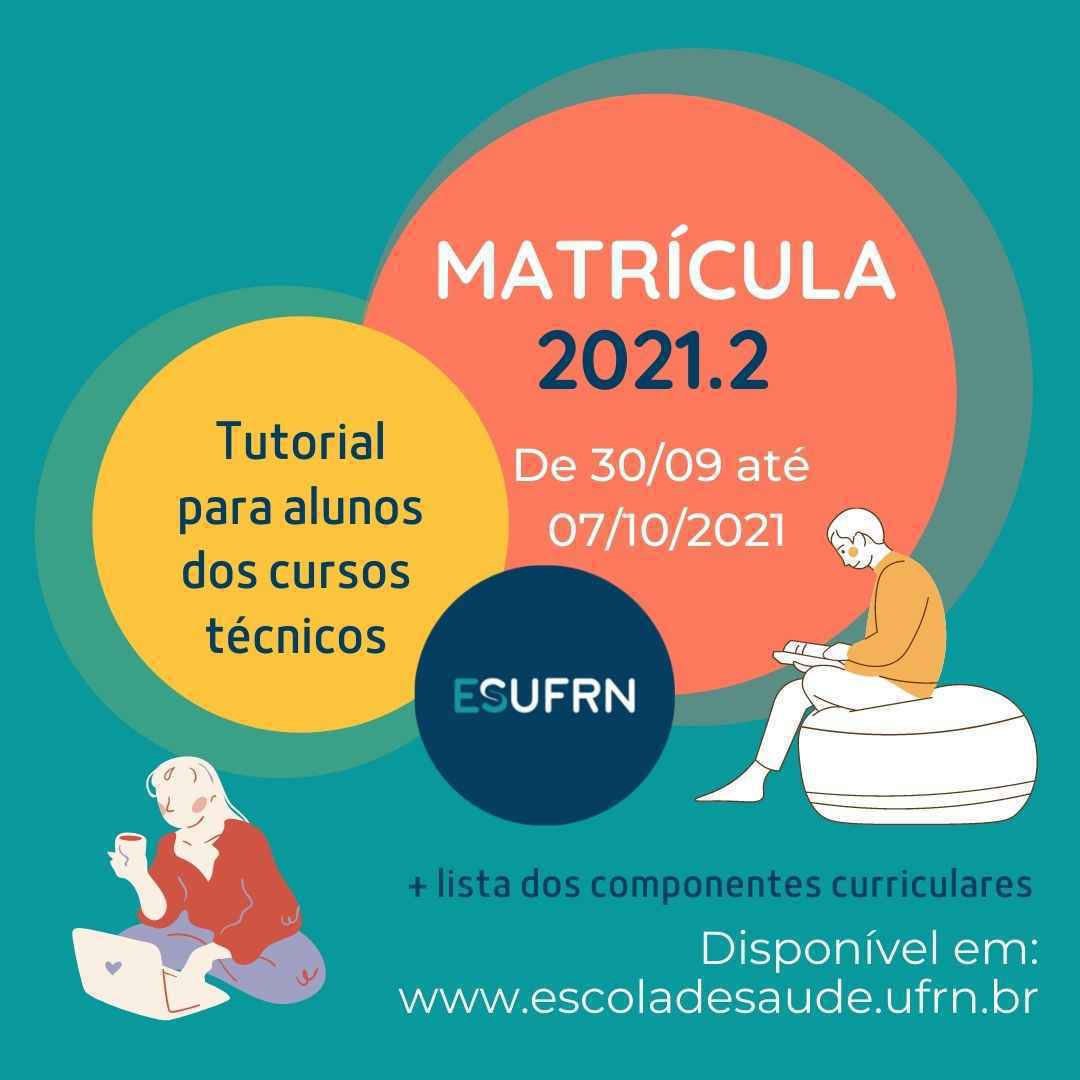 MATRÍCULA
2021.2
De 30/09 até
07/10/2021
Tutorial
para alunos
dos cursos
técnicos
ESUFRN
+ lista dos componentes curriculares
Disponível em:
www.escoladesaude.ufrn.br